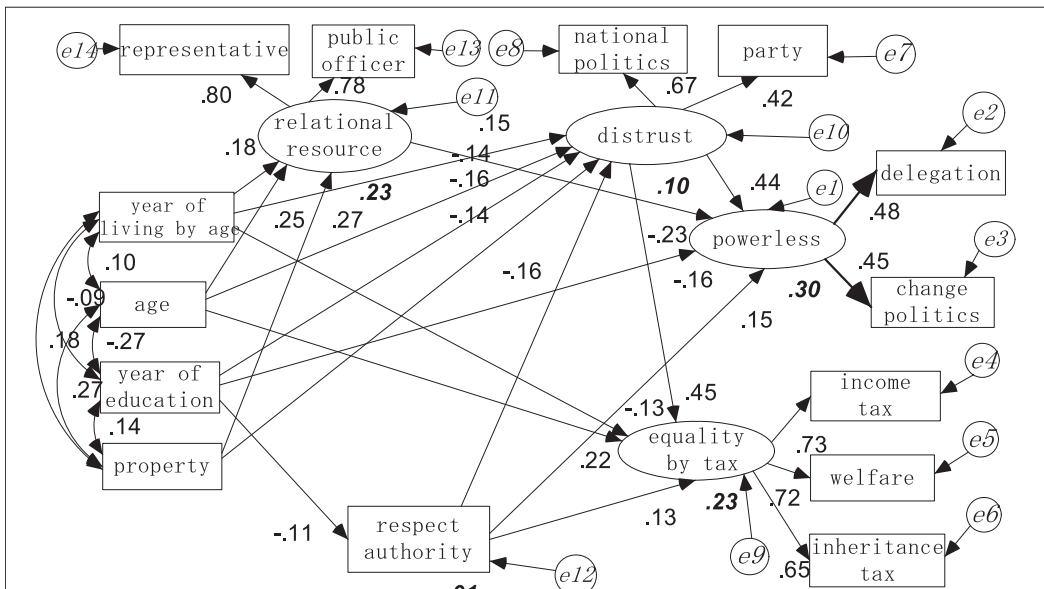 e14
representative
public
officer
e13
e8
national
politics
party
e7
.80
.78
.67
.42
e11
relational
resource
.15
distrust
e10
e2
delegation
.18
-.14
-.16
.23
.10
.44
e1
.48
year of
living by age
.25
.27
-.14
-.23
powerless
.45
e3
change
politics
.10
-.16
-.16
.30
-.09
age
.18
-.27
.15
e4
income
tax
year of
education
.27
.14
-.13
.45
equality
by tax
.73
e5
welfare
property
.22
.23
.72
-.11
respect
authority
.13
e6
e9
inheritance
tax
.65
e12